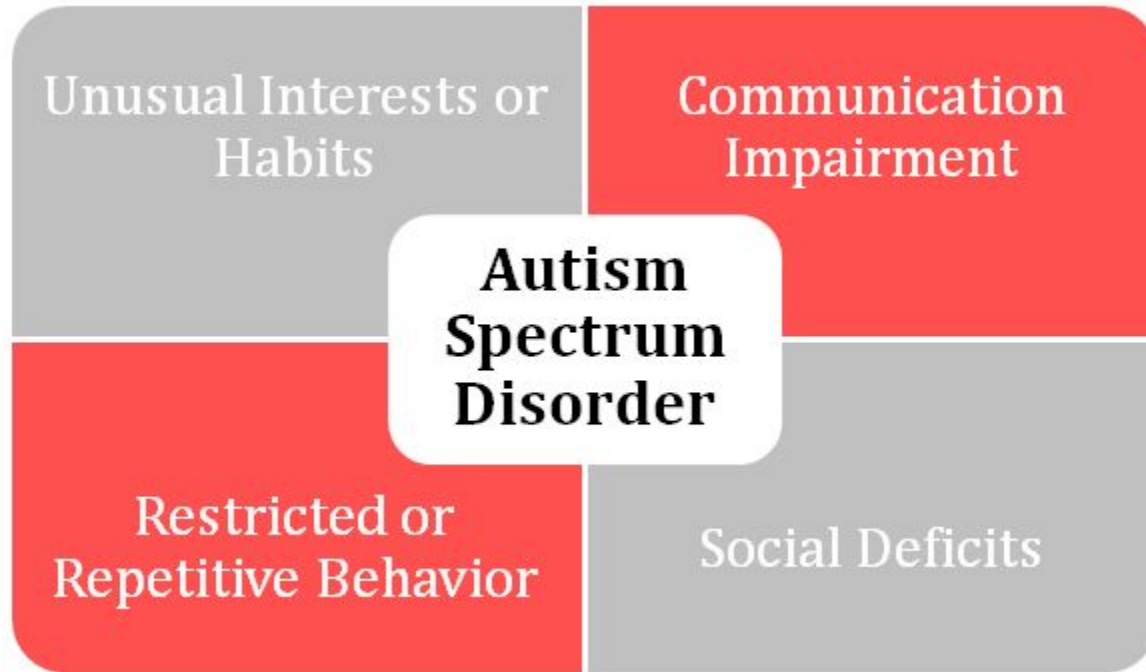 Unusual Interests or
Habits
Communication
Impairment
Autism
Spectrum
Disorder
Restricted or
Repetitive Behavior
Social Deficits